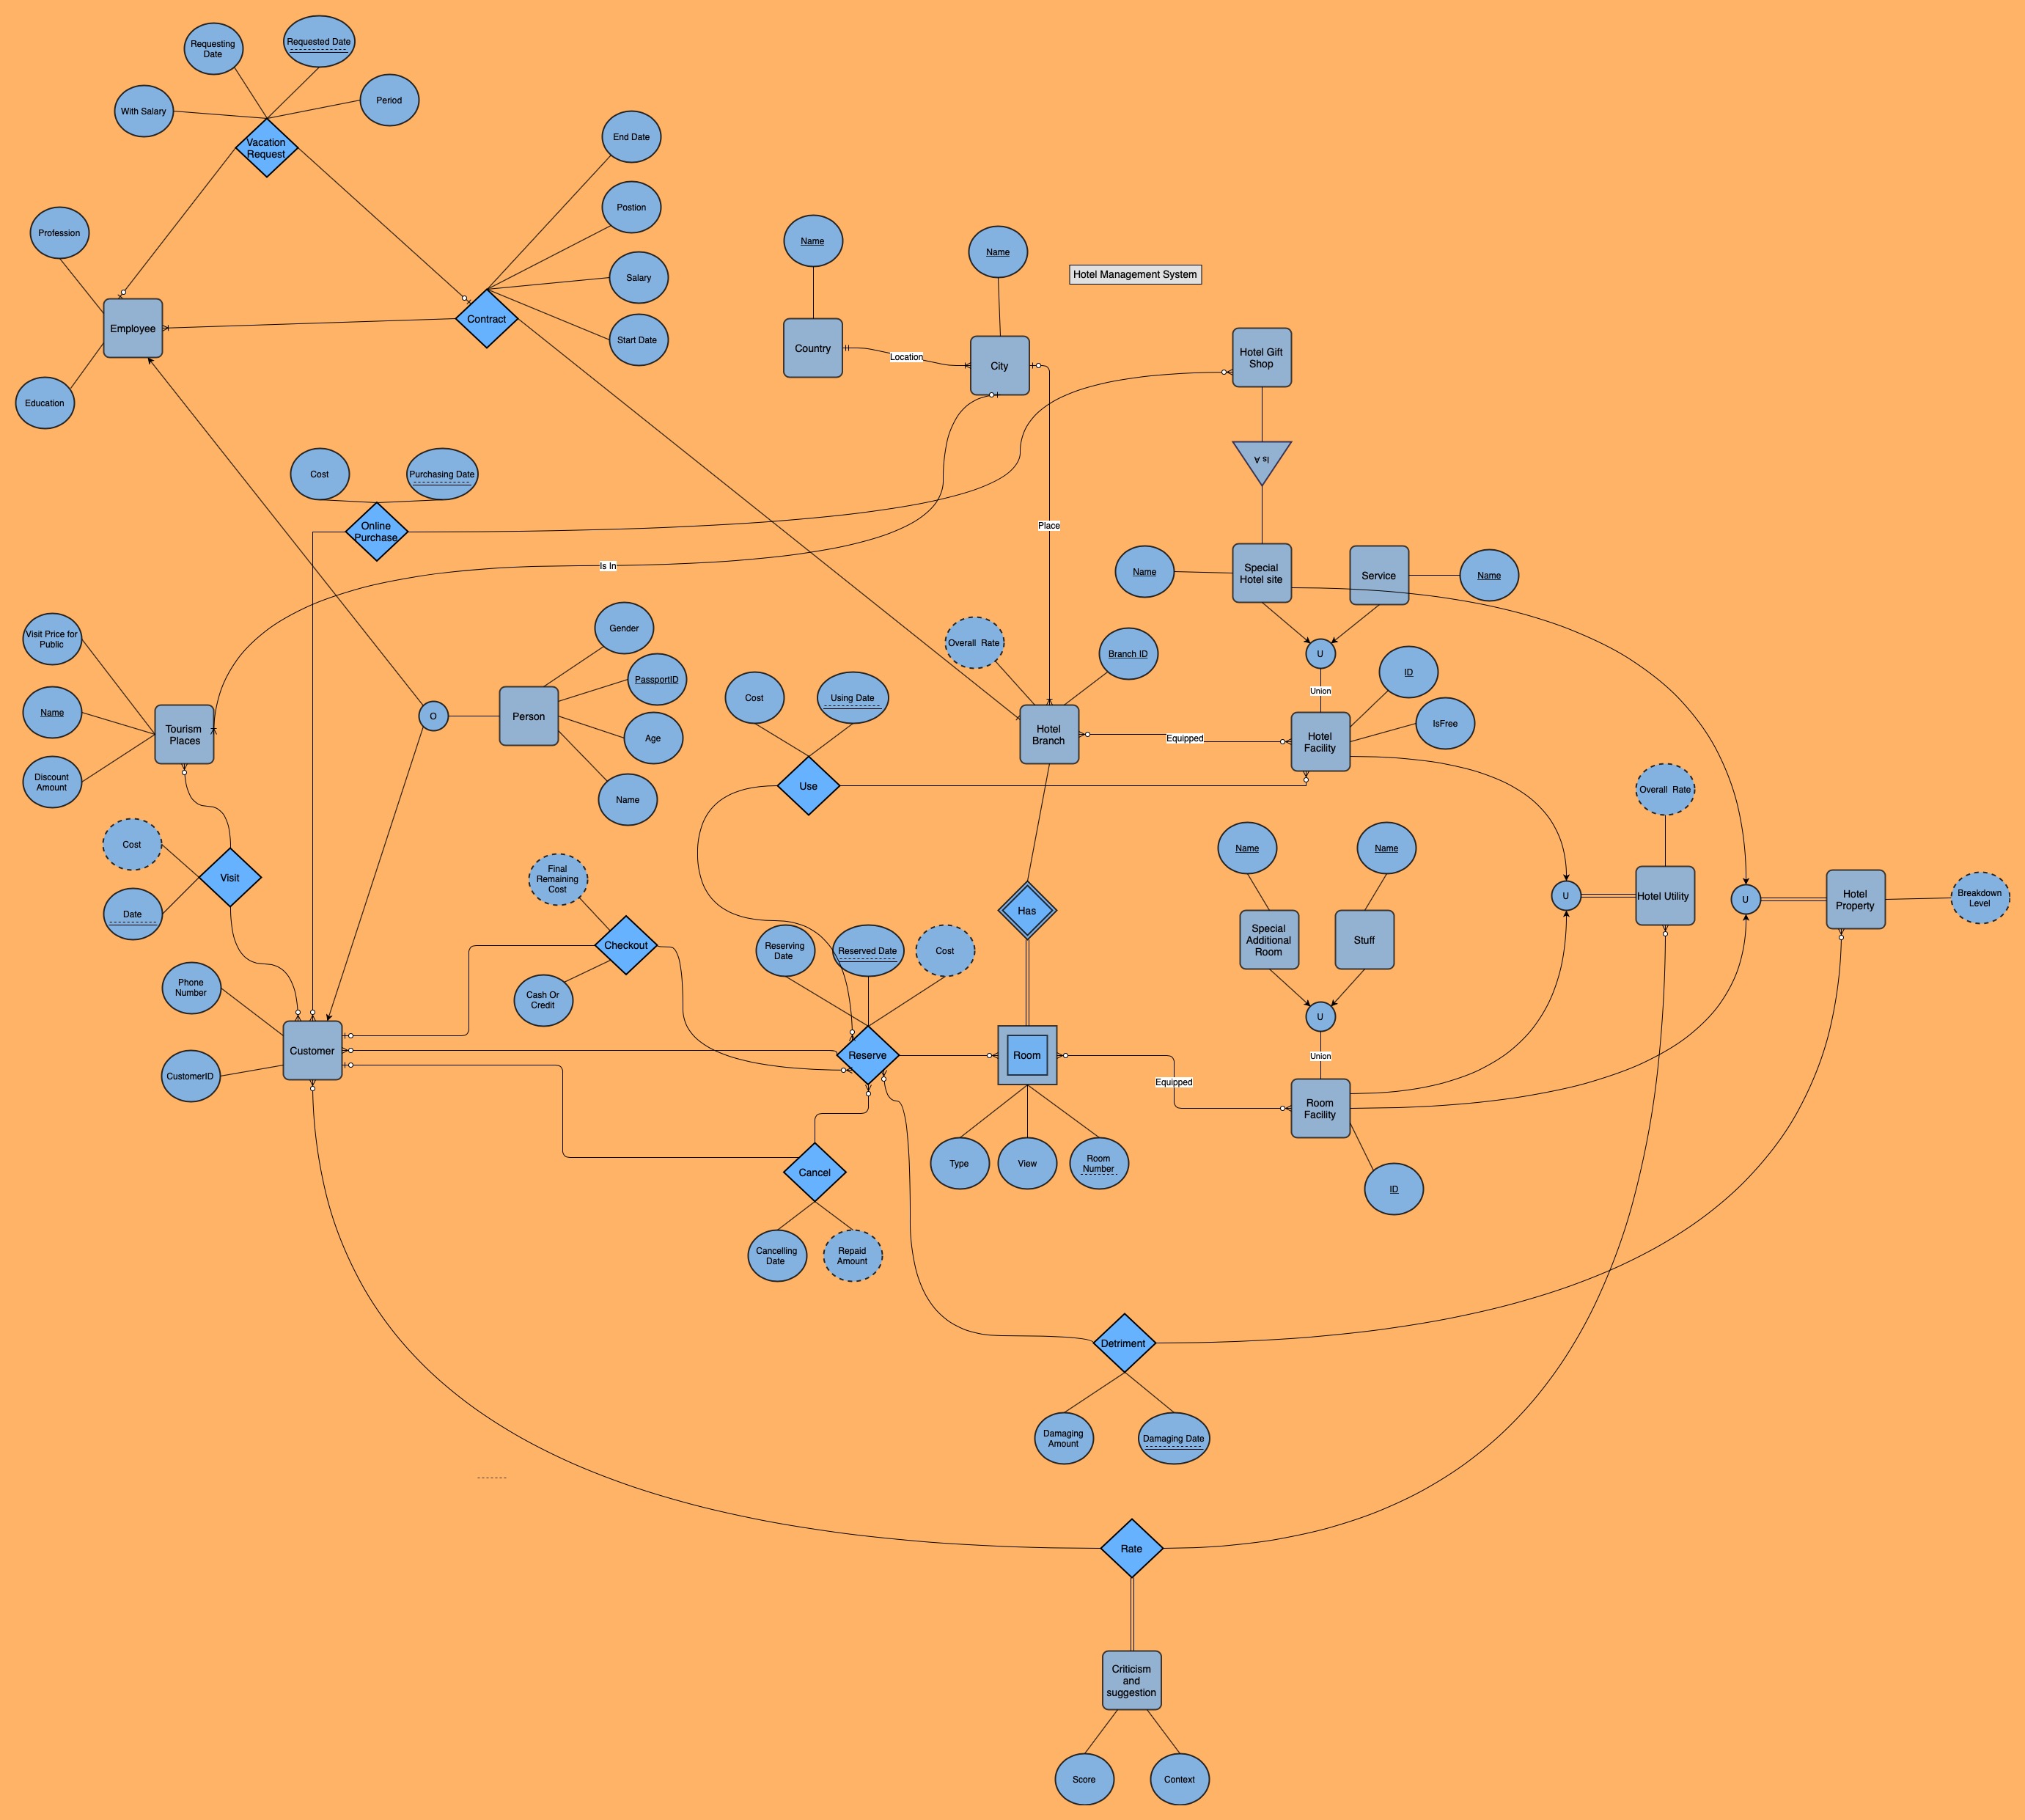 Requesting
Date
Requested Date
With Salary
Period
Vacation
Request
End Date
Postion
Profession
Salary
Contract
Start Date
Employee
Education
Name
Name
Hotel Management System
Country
Location
City
Hotel Gift
Shop
Is A
Cost
Purchasing Date
Online
Purchase
Place
Is In
Name
Special
Hotel site
Service
Name
U
Union
Visit Price for
Public
Name
Discount
Amount
Tourism
Places
O
Person
Gender
PassportID
Age
Name
Overall  Rate
Branch ID
Hotel
Branch
Equipped
ID
IsFree
Hotel
Facility
Cost
Using Date
Use
Cost
Date
Visit
Final
Remaining
Cost
Checkout
Cash Or
Credit
Reserving
Date
Reserved Date
Cost
Has
Name
Name
Special
Additional
Room
Stuff
U
Union
Overall  Rate
U
Hotel Utility
U
Hotel
Property
Breakdown
Level
Phone
Number
CustomerID
Customer
Reserve
Room
Equipped
Room
Facility
ID
Type
View
Room
Number
Cancel
Cancelling
Date
Repaid
Amount
Detriment
Damaging
Amount
Damaging Date
Rate
Criticism
and
suggestion
Score
Context